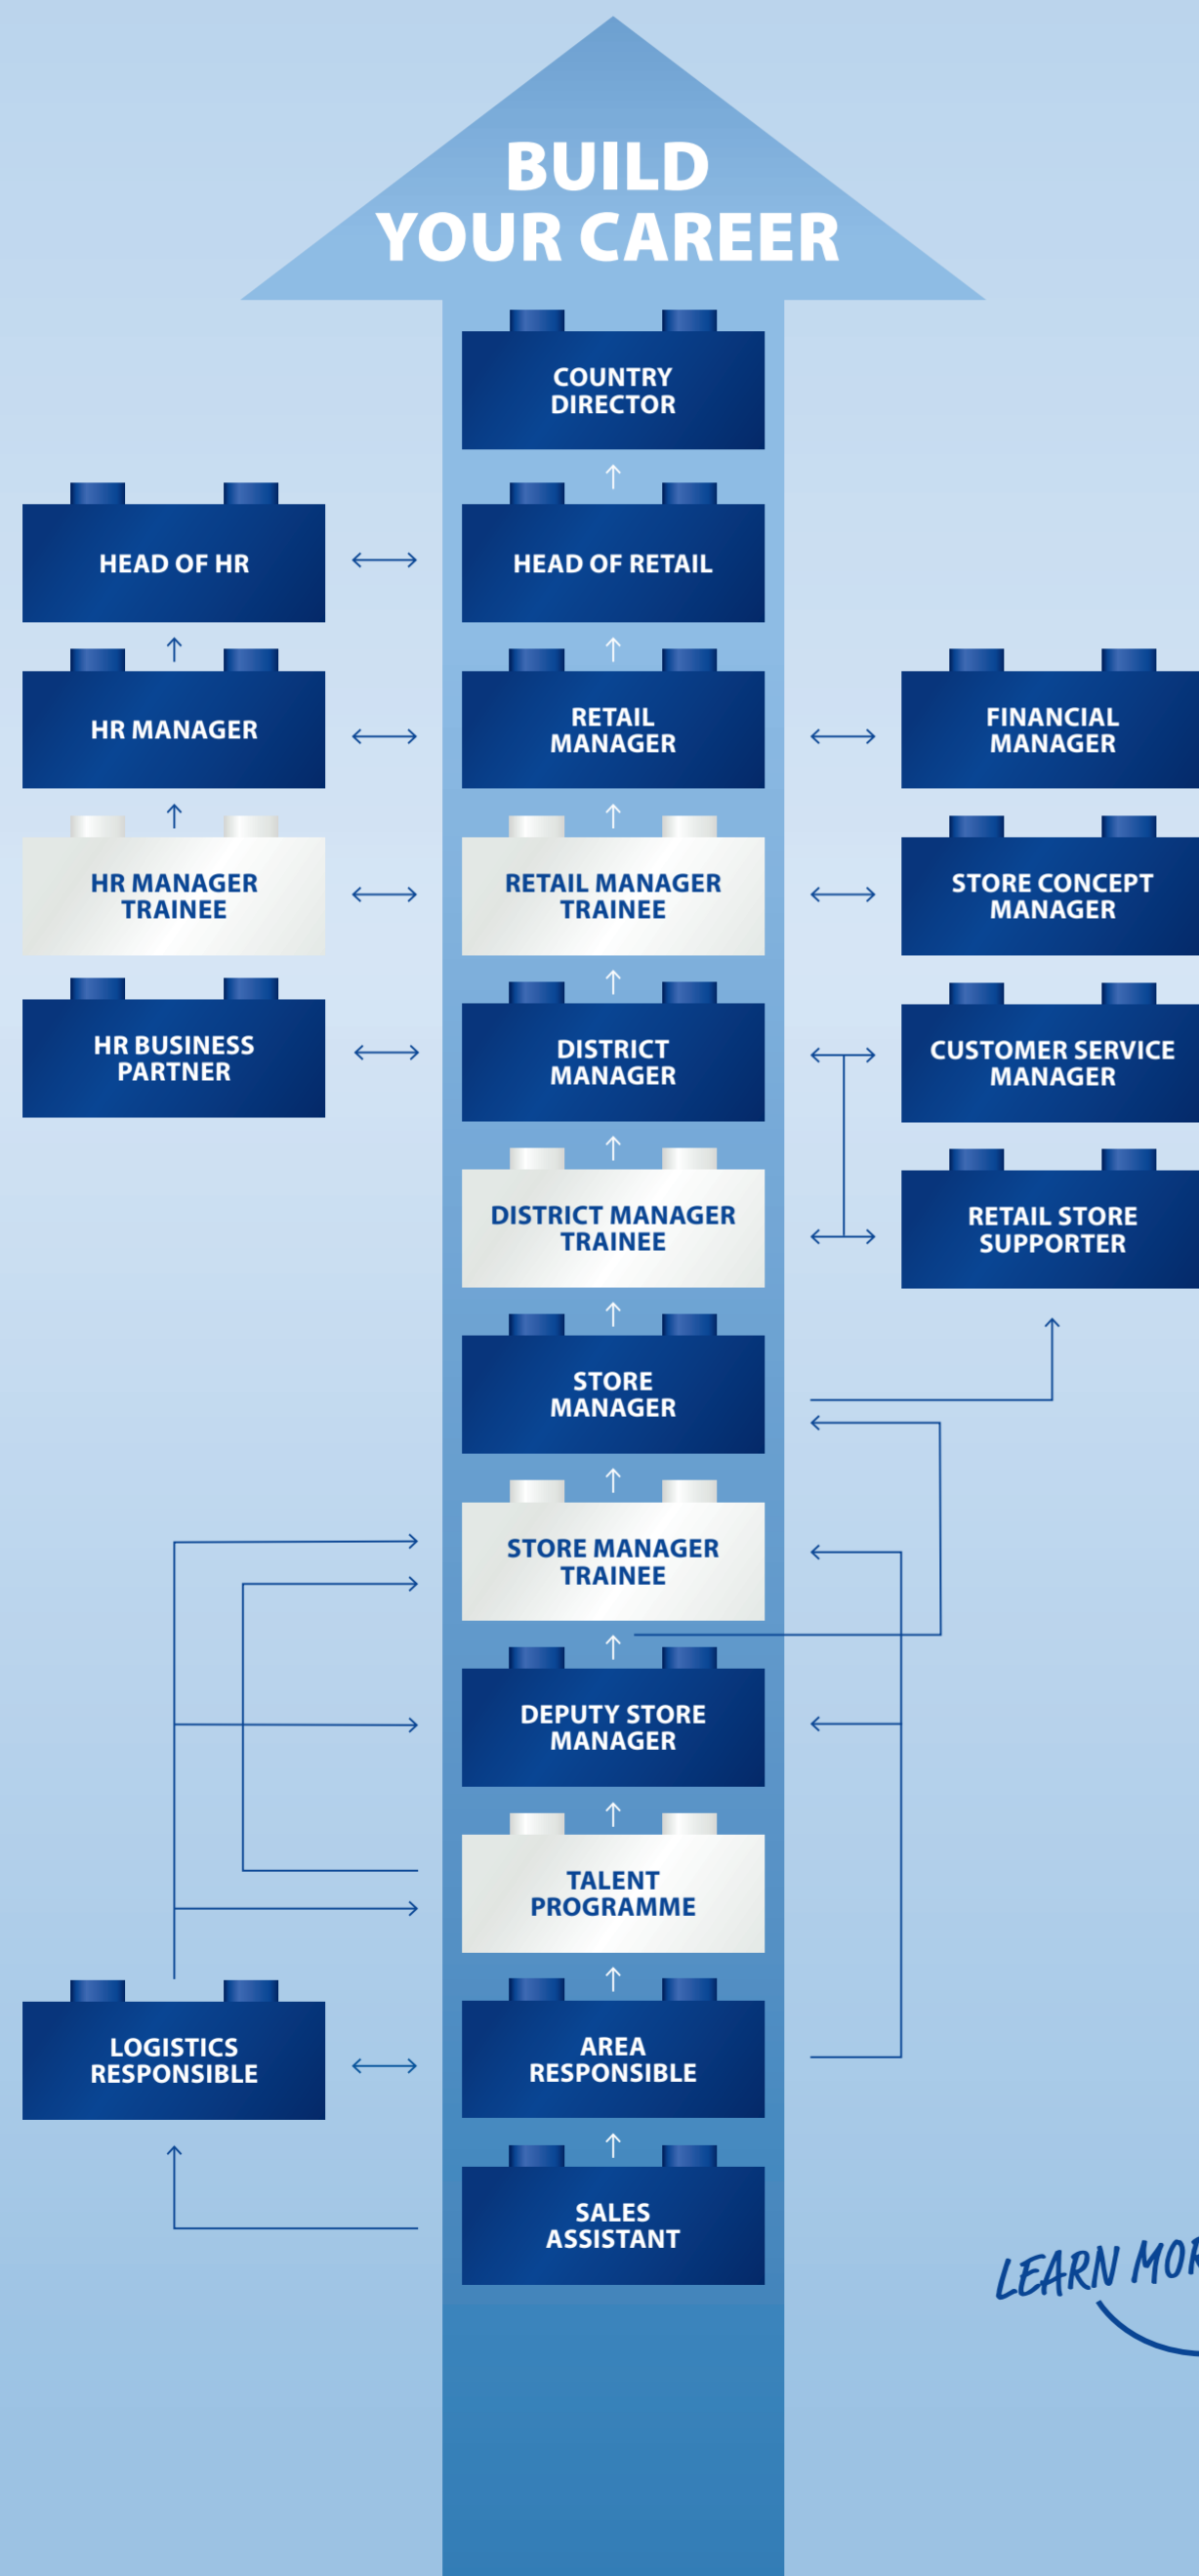 BUILD
YOUR CAREER
COUNTRY
DIRECTOR
HEAD OF HR
HEAD OF RETAIL
HR MANAGER
RETAIL
MANAGER
FINANCIAL
MANAGER
HR MANAGER
TRAINEE
RETAIL MANAGER
TRAINEE
STORE CONCEPT
MANAGER
HR BUSINESS
PARTNER
DISTRICT
MANAGER
CUSTOMER SERVICE
MANAGER
DISTRICT MANAGER
TRAINEE
RETAIL STORE
SUPPORTER
STORE
MANAGER
STORE MANAGER
TRAINEE
DEPUTY STORE
MANAGER
TALENT
PROGRAMME
LOGISTICS
RESPONSIBLE
AREA
RESPONSIBLE
SALES
ASSISTANT
LEARN